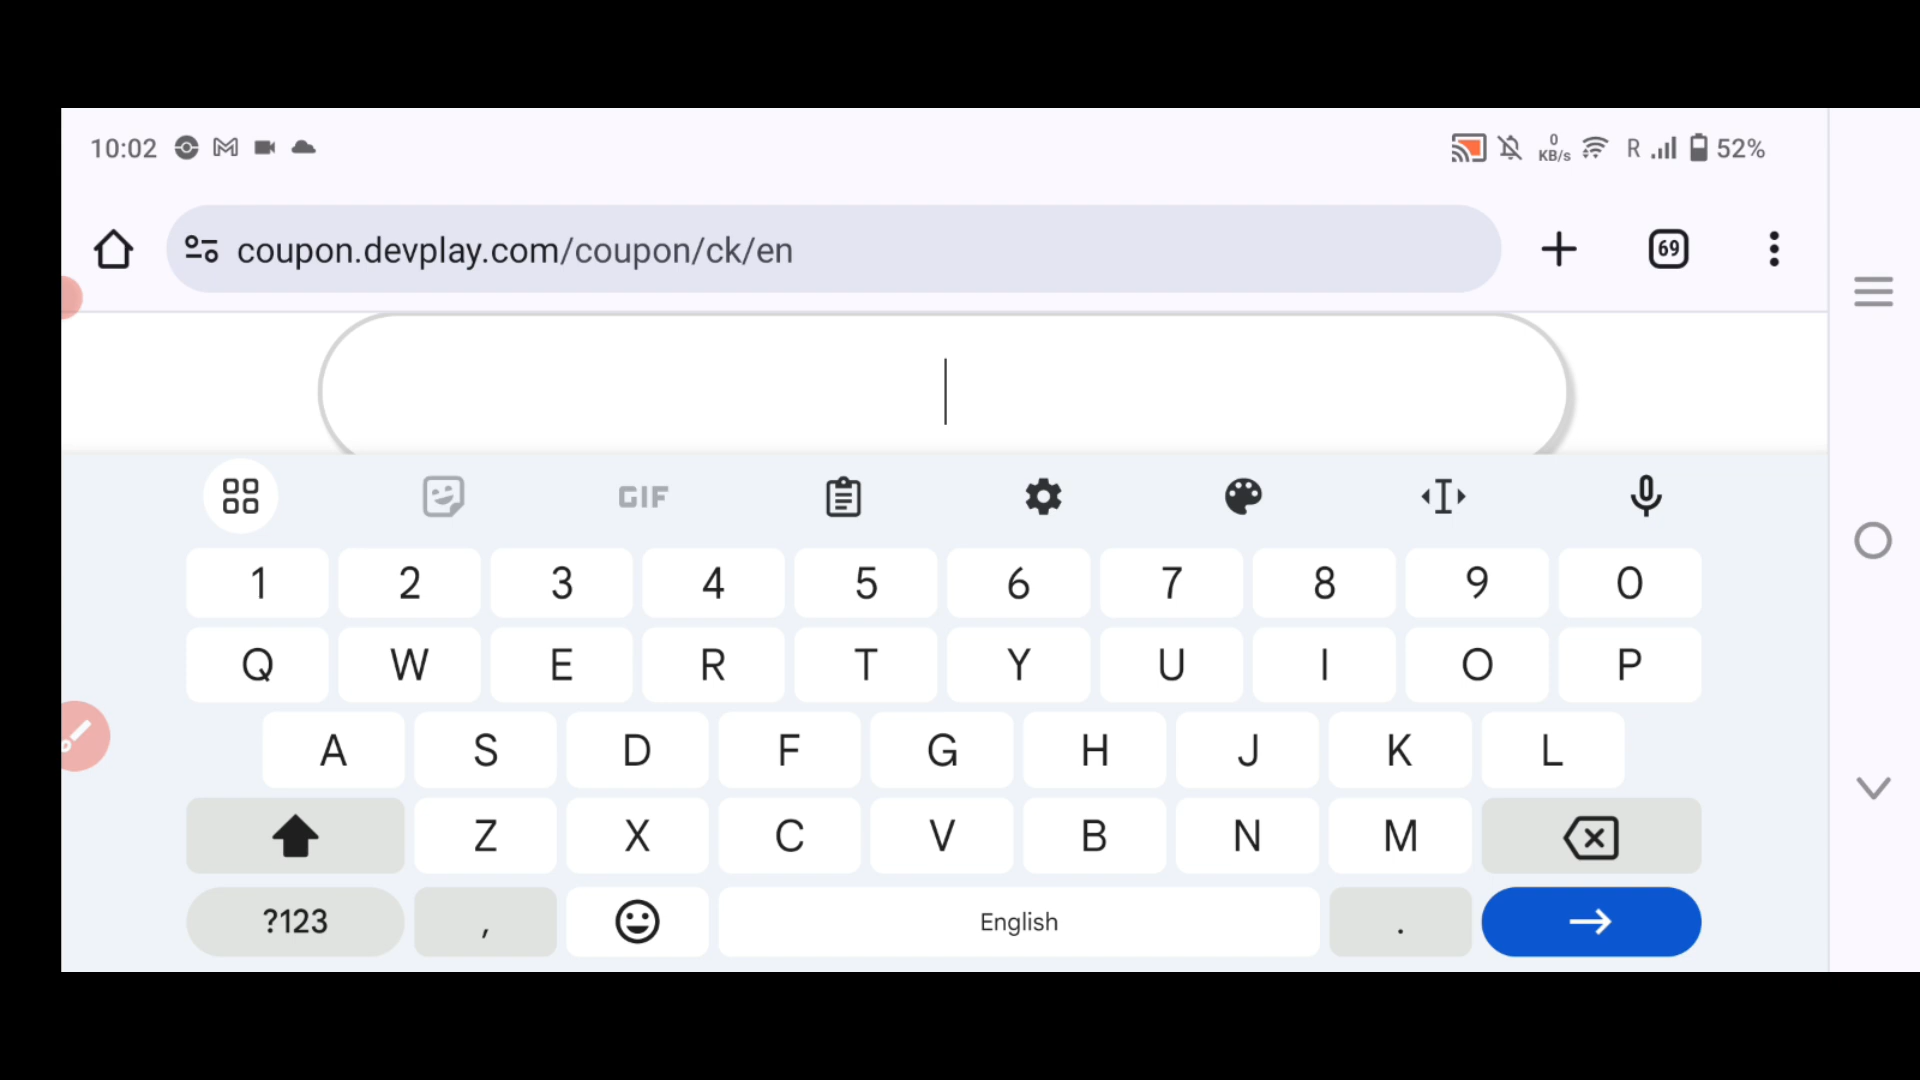 10:02 0 KB/s R 52%
coupon.devplay.com/coupon/ck/en 69
GIF
1 2 3 4 5 6 7 8 9 0
Q W E R T Y U I O P
A S D F G H J K L
Z X C V B N M
?123 , English .